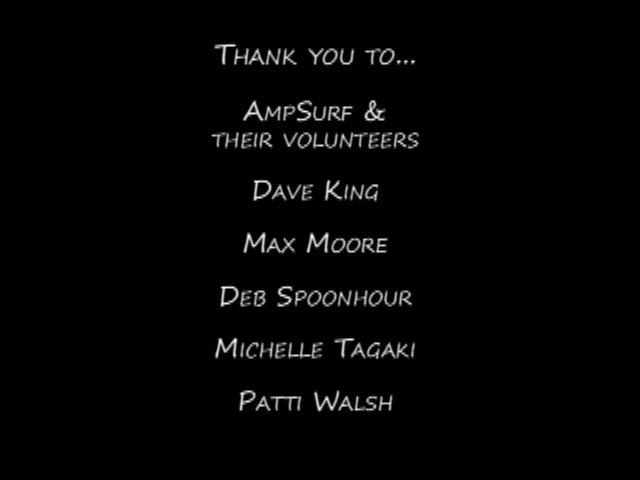 Thank you to...
AmpSurf &
their volunteers
Dave King
Max Moore
Deb Spoonhour
Michelle Tagaki
Patti Walsh